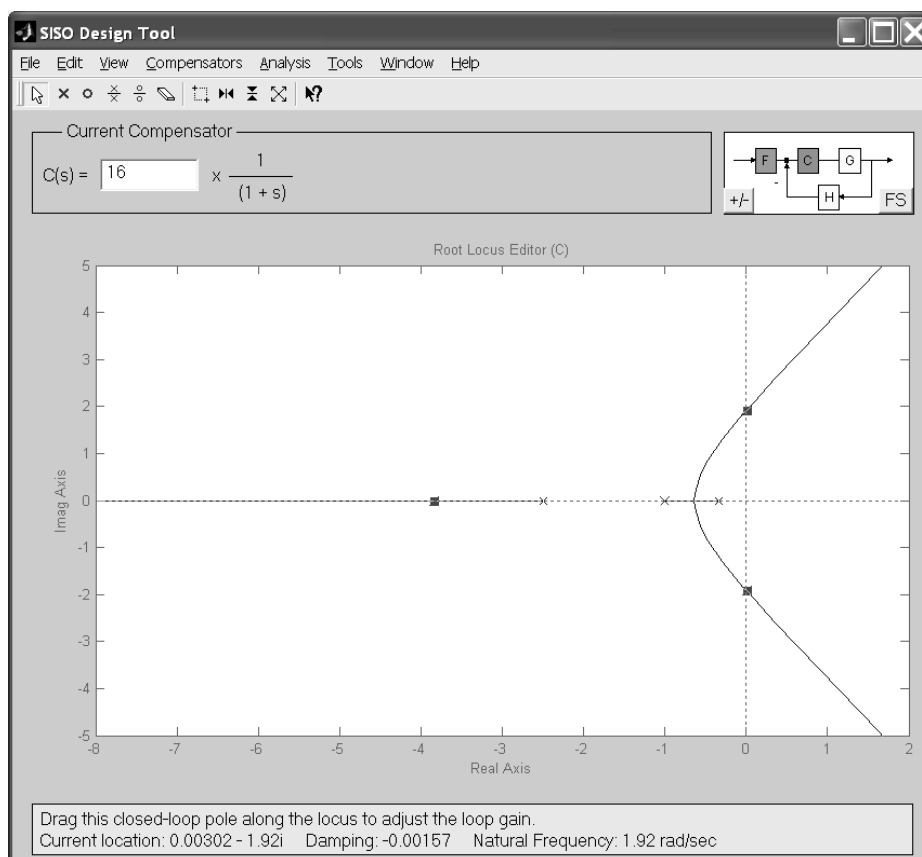 SISO Design Tool
File Edit View Compensators Analysis Tools Window Help
Current Compensator
C(s) = 16 x 1
(1 + s)
F C G
H
+/- FS
Root Locus Editor (C)
5
4
3
2
1
0
-1
-2
-3
-4
-5
Imag Axis
-8 -7 -6 -5 -4 -3 -2 -1 0 1 2
Real Axis
Drag this closed-loop pole along the locus to adjust the loop gain.
Current location: 0.00302 - 1.92i Damping: -0.00157 Natural Frequency: 1.92 rad/sec